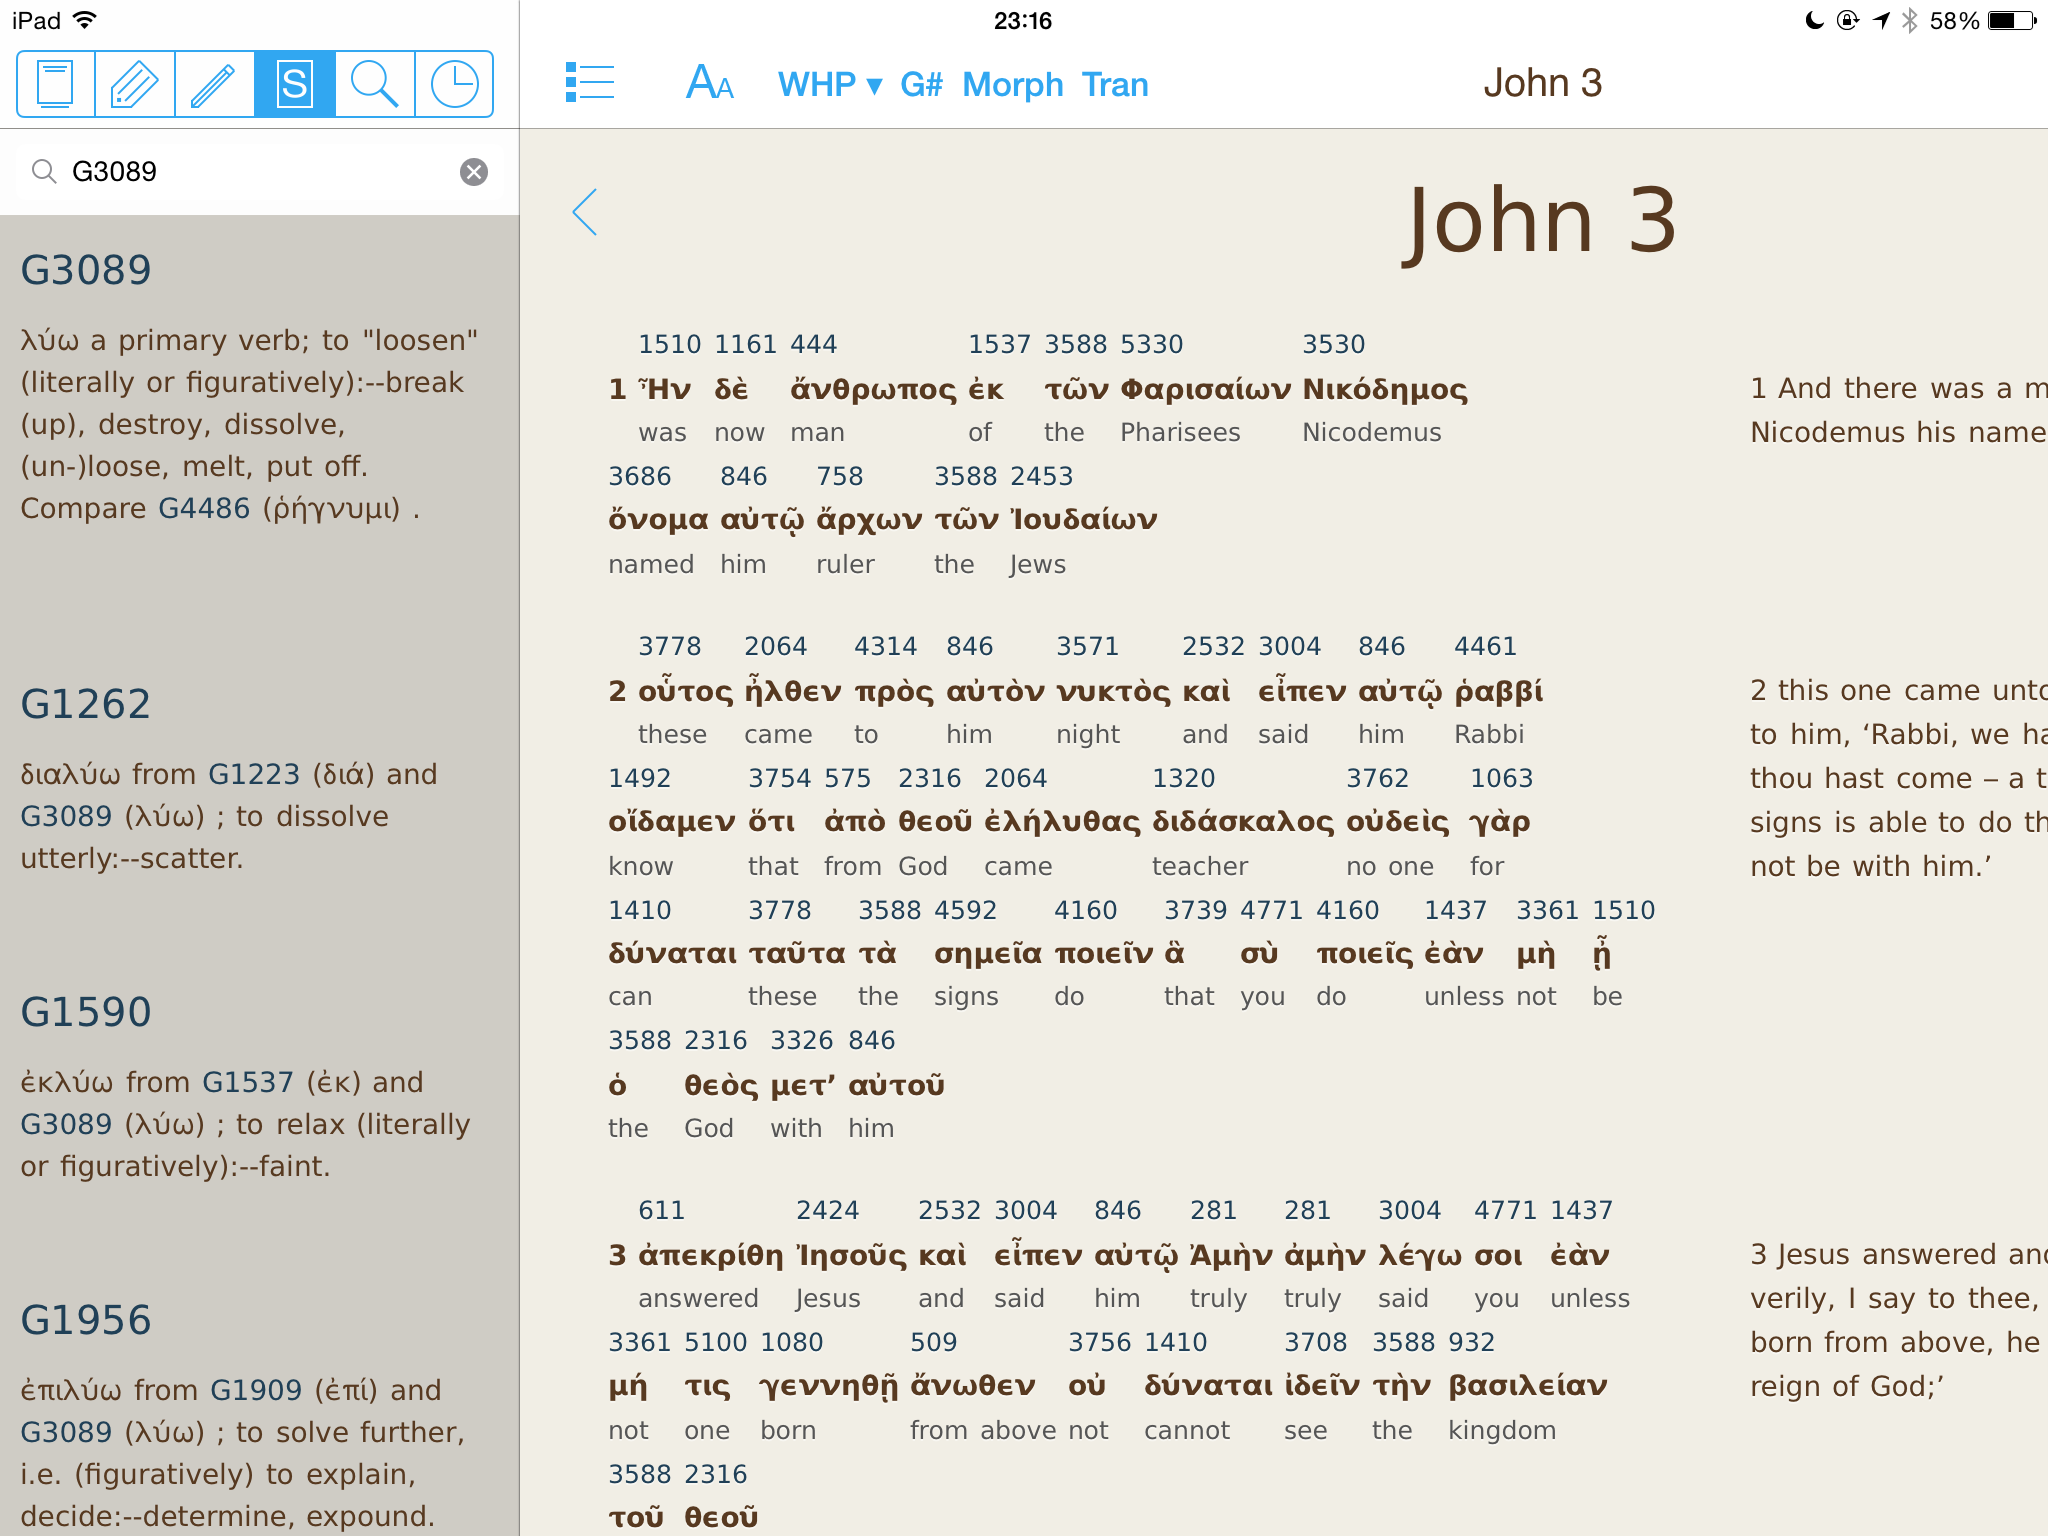 iPad 23:16 58%
S
AA WHP ▾ G# Morph Tran John 3
G3089
G3089
λύω a primary verb; to "loosen"
(literally or figuratively):--break
(up), destroy, dissolve,
(un-)loose, melt, put off.
Compare G4486 (ῥήγνυμι) .
G1262
διαλύω from G1223 (διά) and
G3089 (λύω) ; to dissolve
utterly:--scatter.
G1590
ἐκλύω from G1537 (ἐκ) and
G3089 (λύω) ; to relax (literally
or figuratively):--faint.
G1956
ἐπιλύω from G1909 (ἐπί) and
G3089 (λύω) ; to solve further,
i.e. (figuratively) to explain,
decide:--determine, expound.
John 3
1510 1161 444 1537 3588 5330 3530
1 Ἦν δὲ ἄνθρωπος ἐκ τῶν Φαρισαίων Νικόδημος
was now man of the Pharisees Nicodemus
3686 846 758 3588 2453
ὄνομα αὐτῷ ἄρχων τῶν Ἰουδαίων
named him ruler the Jews
3778 2064 4314 846 3571 2532 3004 846 4461
2 οὗτος ἦλθεν πρὸς αὐτὸν νυκτὸς καὶ εἶπεν αὐτῷ ῥαββί
these came to him night and said him Rabbi
1492 3754 575 2316 2064 1320 3762 1063
οἴδαμεν ὅτι ἀπὸ θεοῦ ἐλήλυθας διδάσκαλος οὐδεὶς γὰρ
know that from God came teacher no one for
1410 3778 3588 4592 4160 3739 4771 4160 1437 3361 1510
δύναται ταῦτα τὰ σημεῖα ποιεῖν ἃ σὺ ποιεῖς ἐὰν μὴ ᾖ
can these the signs do that you do unless not be
3588 2316 3326 846
ὁ θεὸς μετ’ αὐτοῦ
the God with him
611 2424 2532 3004 846 281 281 3004 4771 1437
3 ἀπεκρίθη Ἰησοῦς καὶ εἶπεν αὐτῷ Ἀμὴν ἀμὴν λέγω σοι ἐὰν
answered Jesus and said him truly truly said you unless
3361 5100 1080 509 3756 1410 3708 3588 932
μή τις γεννηθῇ ἄνωθεν οὐ δύναται ἰδεῖν τὴν βασιλείαν
not one born from above not cannot see the kingdom
3588 2316
τοῦ θεοῦ
1 And there was a m
Nicodemus his name
2 this one came unto
to him, ‘Rabbi, we ha
thou hast come – a t
signs is able to do th
not be with him.’
3 Jesus answered and
verily, I say to thee,
born from above, he
reign of God;’